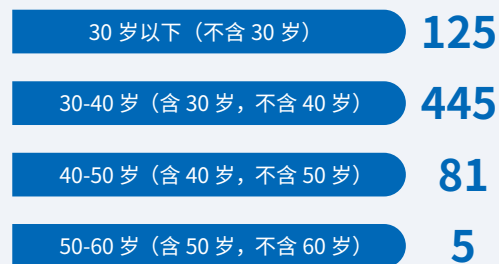 30 岁以下（不含 30 岁） 125
30-40 岁（含 30 岁，不含 40 岁） 445
40-50 岁（含 40 岁，不含 50 岁） 81
50-60 岁（含 50 岁，不含 60 岁） 5